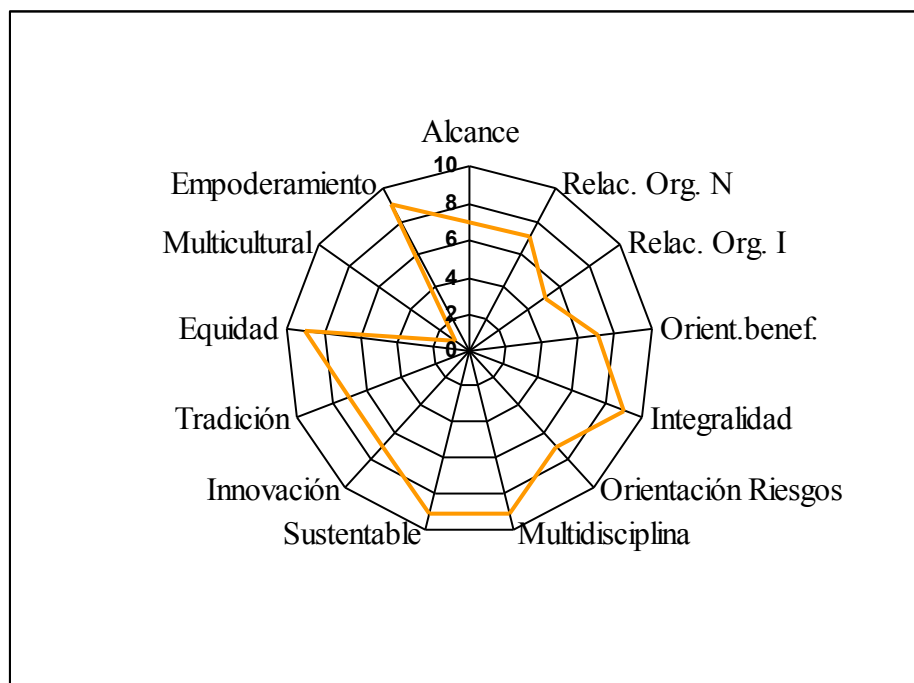 Alcance
Relac. Org. N
Relac. Org. I
Orient.benef.
Integralidad
Orientación Riesgos
Multidisciplina
Sustentable
Innovación
Tradición
Equidad
Multicultural
Empoderamiento
10
8
6
4
2
0